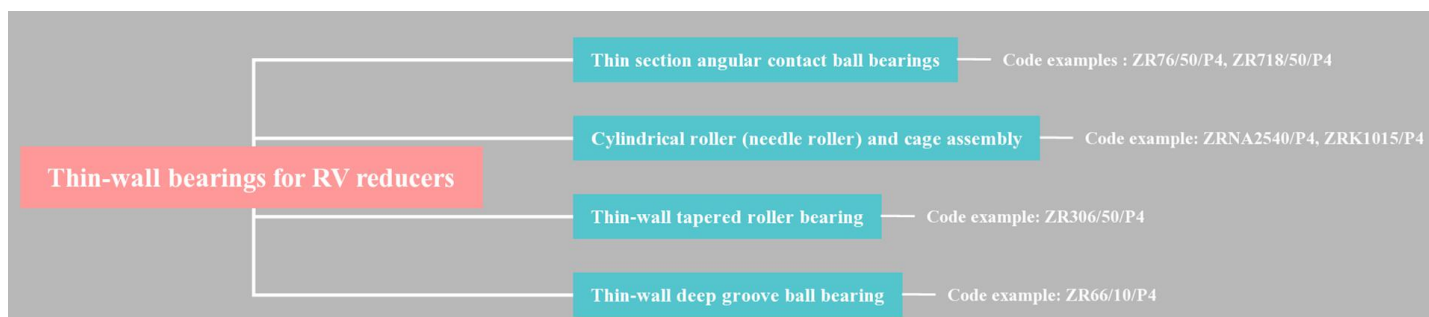 Thin-wall bearings for RV reducers
Thin section angular contact ball bearings
Code examples : ZR76/50/P4, ZR718/50/P4
Cylindrical roller (needle roller) and cage assembly
Code example: ZRNA2540/P4, ZRK1015/P4
Thin-wall tapered roller bearing
Code example: ZR306/50/P4
Thin-wall deep groove ball bearing
Code example: ZR66/10/P4